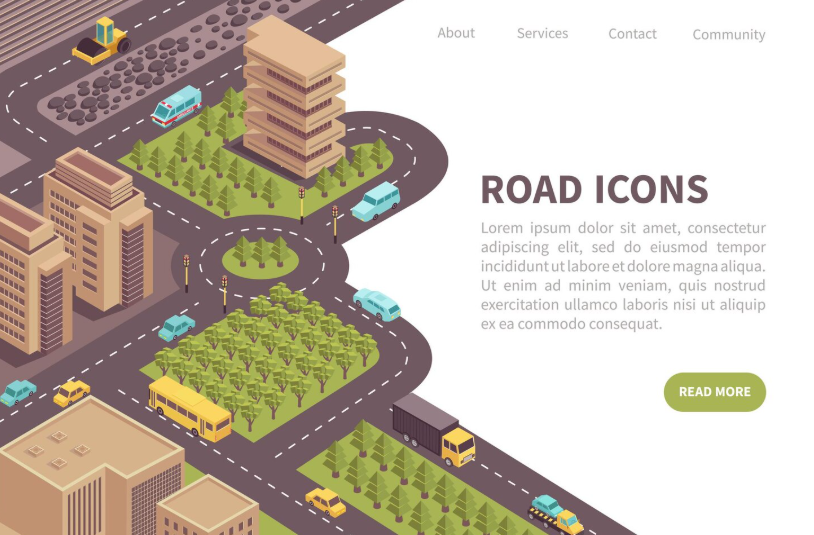 About Services Contact Community
ROAD ICONS
Lorem ipsum dolor sit amet, consectetur
adipiscing elit, sed do eiusmod tempor
incididunt ut labore et dolore magna aliqua.
Ut enim ad minim veniam, quis nostrud
exercitation ullamco laboris nisi ut aliquip
ex ea commodo consequat.
READ MORE